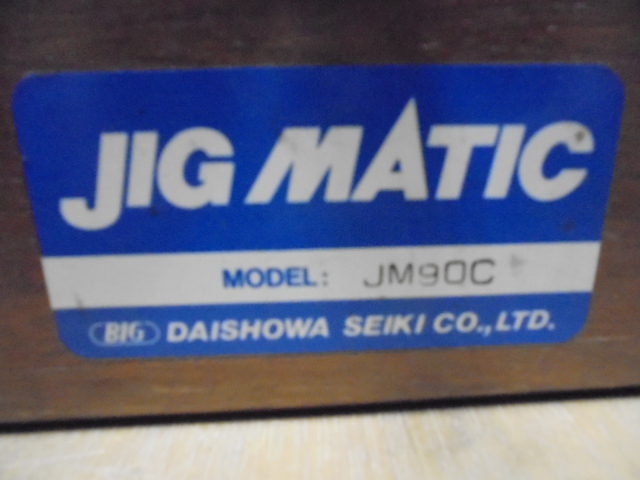 JIG MATIC
MODEL: JM90C
BIG DAISHOWA SEIKI CO., LTD.